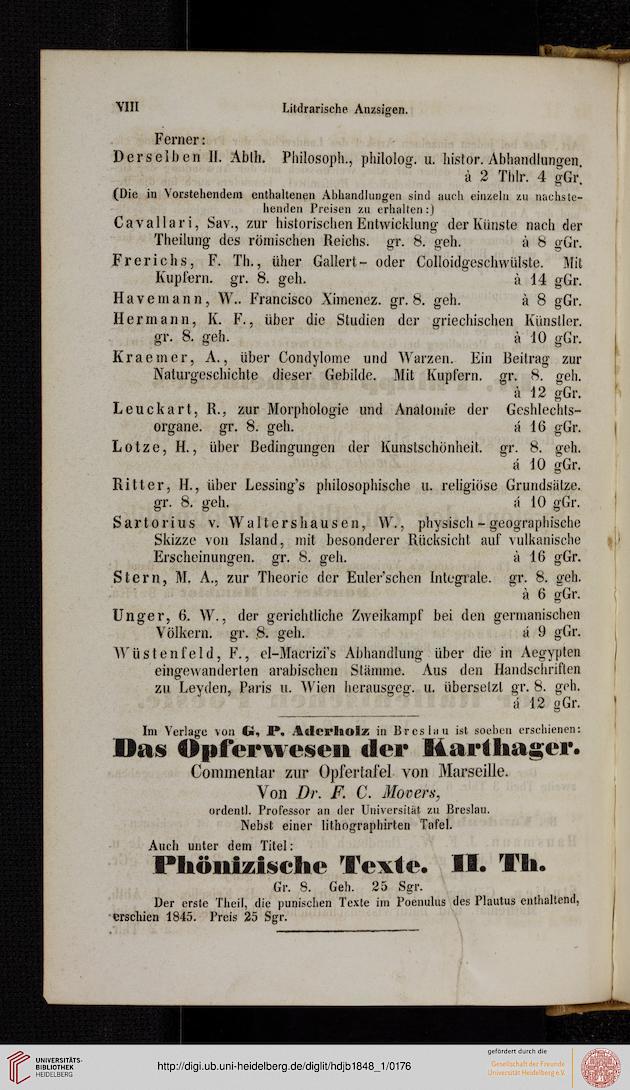 VIII Litdrarische Anzsigen.
Ferner:
Derselben II. Abth. Philosoph., philolog. u. histor. Abhandlungen.
à 2 Thlr. 4 gGr.
(Die in Vorstehendem enthaltenen Abhandlungen sind auch einzeln zu nachste-
henden Preisen zu erhalten:)
Cavallari, Sav., zur historischen Entwicklung der Künste nach der
Theilung des römischen Reichs. gr. 8. geh. à 8 gGr.
Frerichs, F. Th., üher Gallert- oder Colloidgeschwülste. Mit
Kupfern. gr. 8. geh. à 14 gGr.
Havemann, W.. Francisco Ximenez. gr. 8. geh. à 8 gGr.
Hermann, K. F., über die Studien der griechischen Künstler.
gr. 8. geh. à 10 gGr.
Kraemer, A., über Condylome und Warzen. Ein Beitrag zur
Naturgeschichte dieser Gebilde. Mit Kupfern. gr. 8. geh.
à 12 gGr.
Leuckart, R., zur Morphologie und Anatomie der Geshlechts-
organe. gr. 8. geh. á 16 gGr.
Lotze, H., über Bedingungen der Kunstschönheit. gr. 8. geh.
á 10 gGr.
Ritter, H., über Lessing's philosophische u. religiöse Grundsätze.
gr. 8. geh. á 10 gGr.
Sartorius v. Waltershausen, W., physisch-geographische
Skizze von Island, mit besonderer Rücksicht auf vulkanische
Erscheinungen. gr. 8. geh. à 16 gGr.
Stern, M. A., zur Theorie der Euler'schen Integrale. gr. 8. geh.
à 6 gGr.
Unger, 6. W., der gerichtliche Zweikampf bei den germanischen
Völkern. gr. 8. geh. á 9 gGr.
Wüstenfeld, F., el-Macrizi's Abhandlung über die in Aegypten
eingewanderten arabischen Stämme. Aus den Handschriften
zu Leyden, Paris u. Wien herausgeg. u. übersetzt gr. 8. geh.
á 12 gGr.
Im Verlage von G. P. Aderholz in Breslau ist soeben erschienen:
Das Opferwesen der Karthager.
Commentar zur Opfertafel von Marseille.
Von Dr. F. C. Movers,
ordentl. Professor an der Universität zu Breslau.
Nebst einer lithographirten Tafel.
Auch unter dem Titel:
Phönizische Texte. II. Th.
Gr. 8. Geh. 25 Sgr.
Der erste Theil, die punischen Texte im Poenulus des Plautus enthaltend,
erschien 1845. Preis 25 Sgr.
UNIVERSITÄTS-
BIBLIOTHEK
HEIDELBERG
http://digi.ub.uni-heidelberg.de/diglit/hdjb1848_1/0176
gefördert durch die
Gesellschaft der Freunde
Universität Heidelberg e.V.